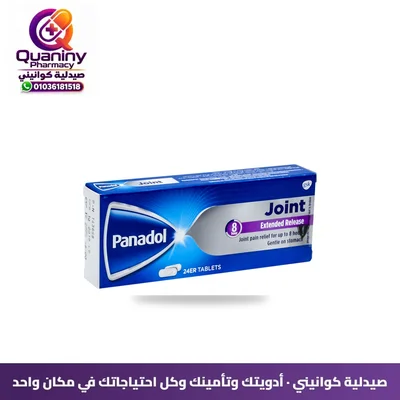 Quaniny
Pharmacy
صيدلية كوانيني
01036181518
Joint
Panadol
24ER TABLETS
Joint
8
Extended Release
Joint pain relief for up to 8 hours
Gentle on stomach
صيدلية كوانيني - أدويتك وتأمينك وكل احتياجاتك في مكان واحد